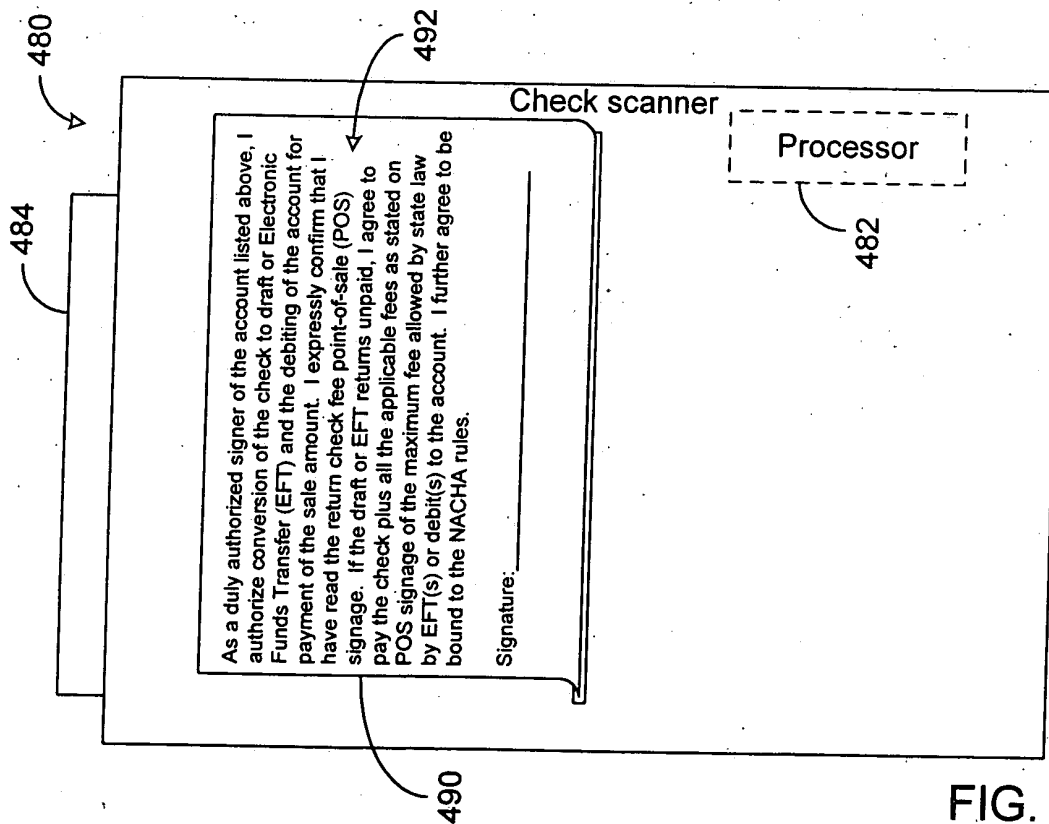 480
484
As a duly authorized signer of the account listed above, I
authorize conversion of the check to draft or Electronic
Funds Transfer (EFT) and the debiting of the account for
payment of the sale amount. I expressly confirm that I
have read the return check fee point-of-sale (POS)
signage. If the draft or EFT returns unpaid, I agree to
pay the check plus all the applicable fees as stated on
POS signage of the maximum fee allowed by state law
by EFT(s) or debit(s) to the account. I further agree to be
bound to the NACHA rules.
Signature:
492
490
Check scanner
Processor
482
FIG.